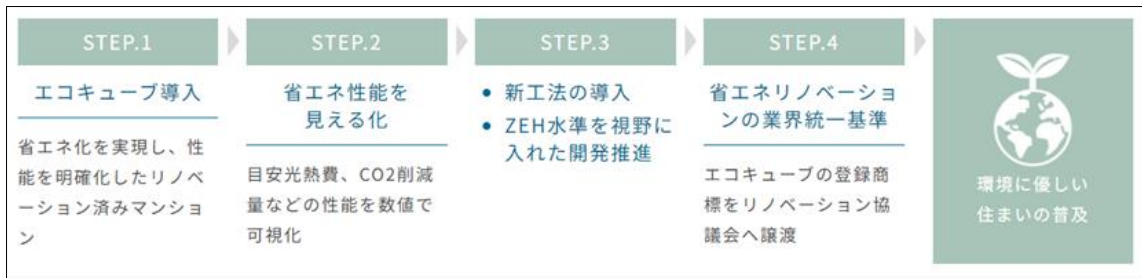 STEP.1
エコキューブ導入
省エネ化を実現し、性
能を明確化したリノベ
ーション済みマンショ
ン
STEP.2
省エネ性能を
見える化
目安光熱費、CO2削減
量などの性能を数値で
可視化
STEP.3
• 新工法の導入
• ZEH水準を視野に
入れた開発推進
STEP.4
省エネリノベーショ
ンの業界統一基準
エコキューブの登録商
標をリノベーション協
議会へ譲渡
環境に優しい
住まいの普及